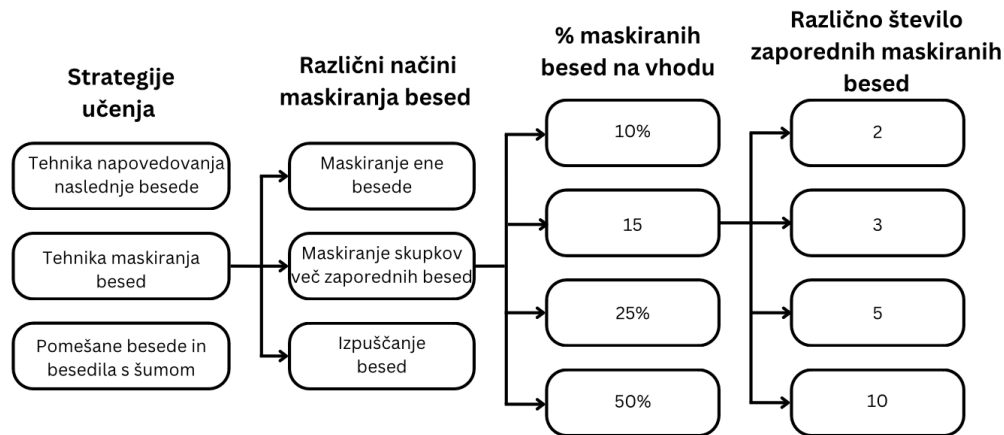 Strategije
učenja
Tehnika napovedovanja
naslednje besede
Tehnika maskiranja
besed
Pomešane besede in
besedila s šumom
Različni načini
maskiranja besed
Maskiranje ene
besede
Maskiranje skupkov
več zaporednih besed
Izpuščanje
besed
% maskiranih
besed na vhodu
10%
15
25%
50%
Različno število
zaporednih maskiranih
besed
2
3
5
10